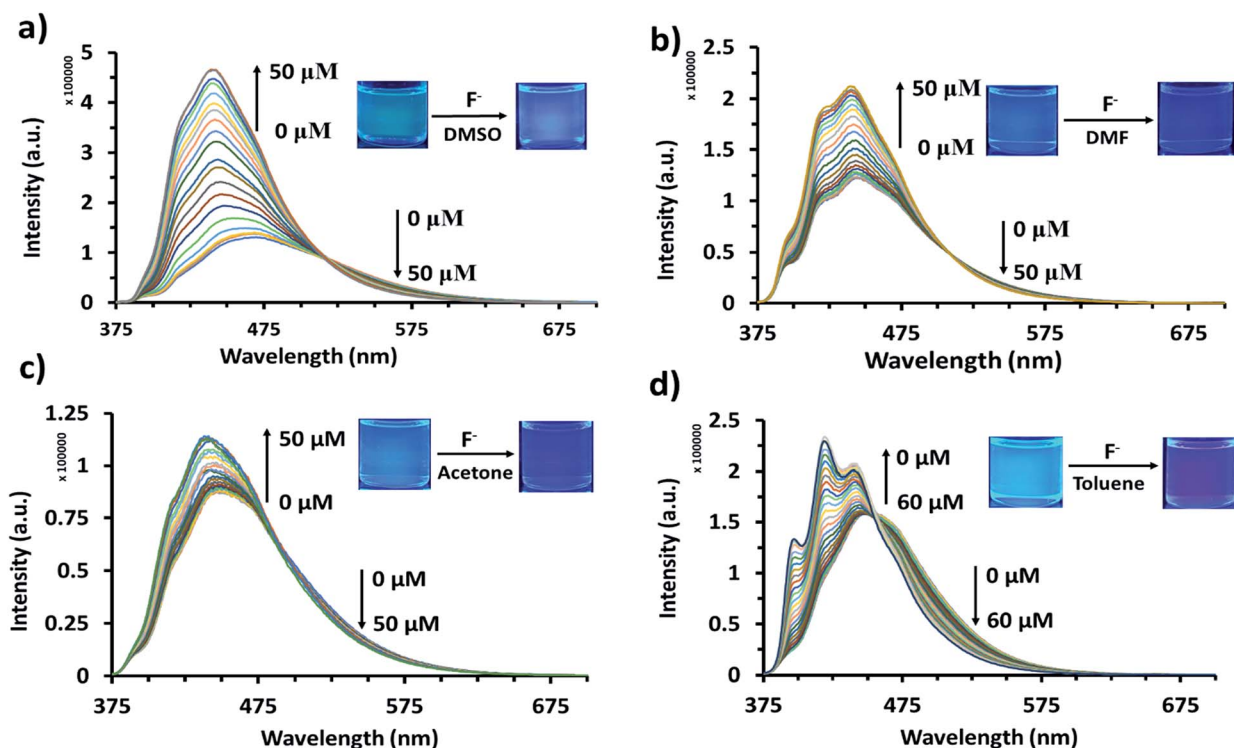 a)
x 100000
Intensity (a.u.)
5
4
3
2
1
0
50 µM
0 µM
F-
DMSO
0 µM
50 µM
375 475 575 675
Wavelength (nm)
b)
x 100000
Intensity (a.u.)
2.5
2
1.5
1
0.5
0
50 µM
0 µM
F-
DMF
0 µM
50 µM
375 475 575 675
Wavelength (nm)
c)
x 100000
Intensity (a.u.)
1.25
1
0.75
0.5
0.25
0
50 µM
0 µM
F-
Acetone
0 µM
50 µM
375 475 575 675
Wavelength (nm)
d)
x 100000
Intensity (a.u.)
2.5
2
1.5
1
0.5
0
0 µM
60 µM
F-
Toluene
0 µM
60 µM
375 475 575 675
Wavelength (nm)